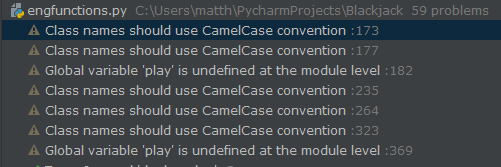 engfunctions.py C:\Users\matth\PycharmProjects\Blackjack 59 problems
Class names should use CamelCase convention :173
Class names should use CamelCase convention :177
Global variable 'play' is undefined at the module level :182
Class names should use CamelCase convention :235
Class names should use CamelCase convention :264
Class names should use CamelCase convention :323
Global variable 'play' is undefined at the module level :369